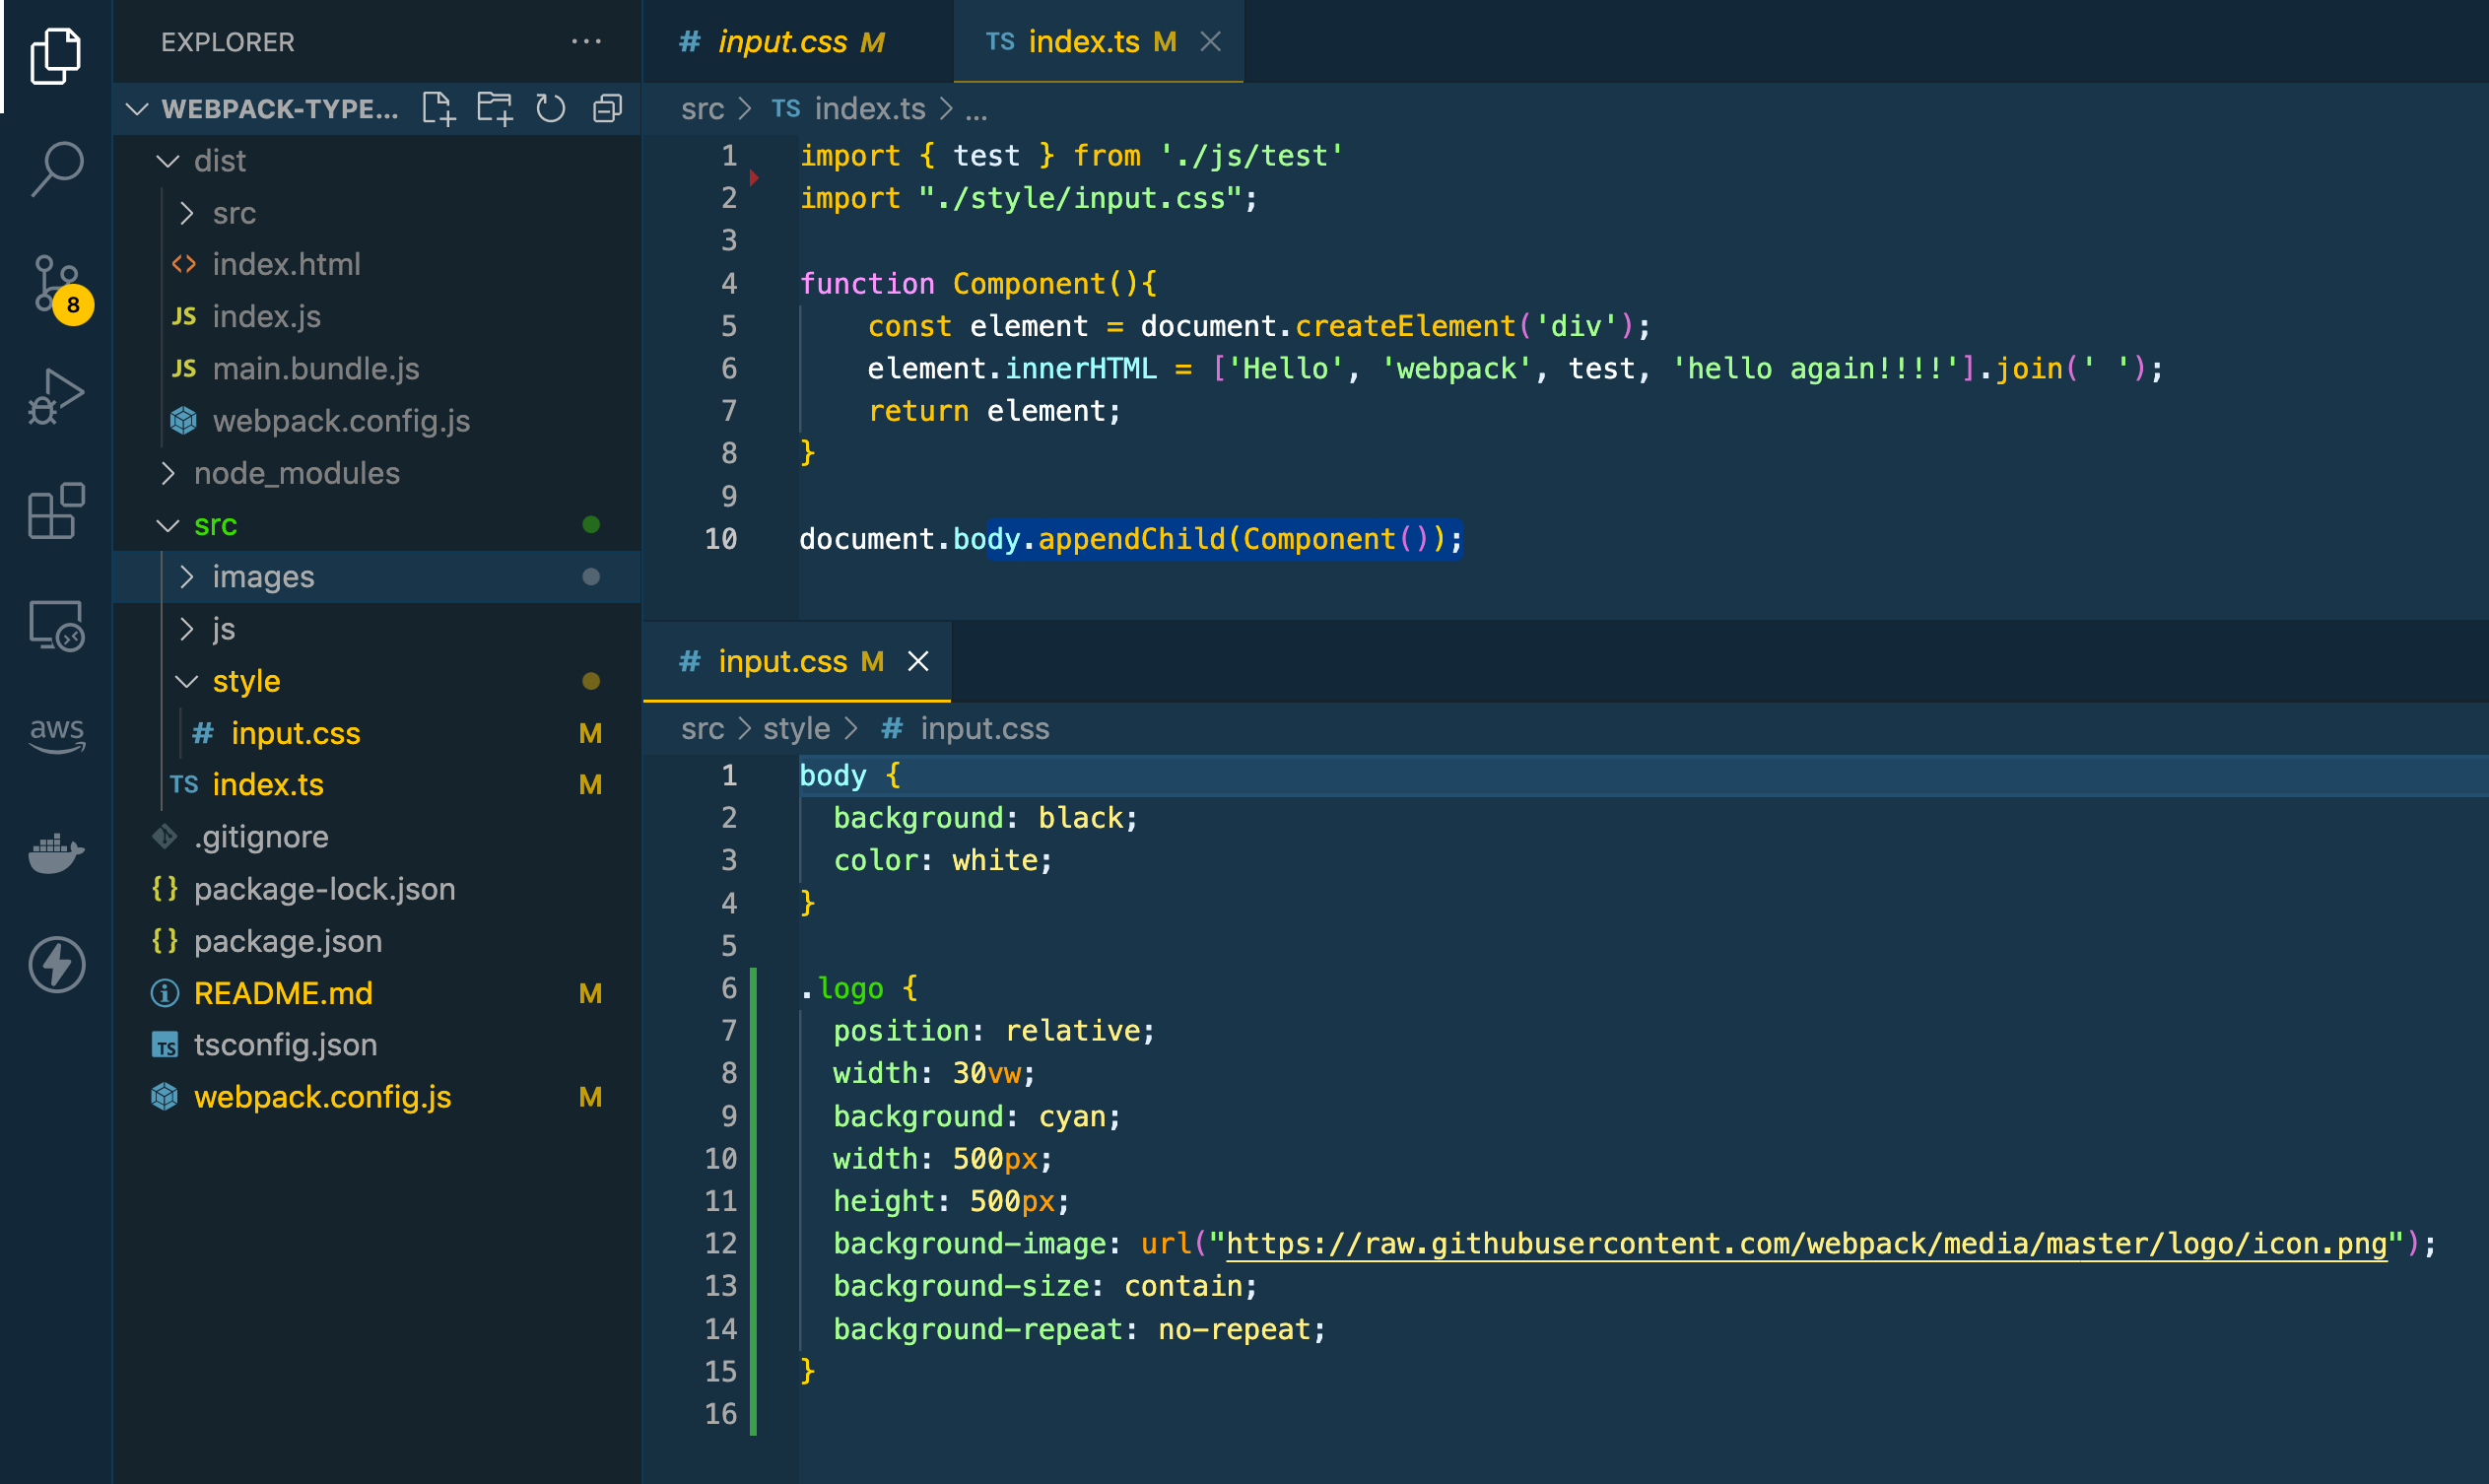 EXPLORER
WEBPACK-TYPE...
dist
src
index.html
JS index.js
JS main.bundle.js
webpack.config.js
node_modules
src
images
js
style
# input.css M
TS index.ts M
.gitignore
{} package-lock.json
{} package.json
README.md M
TS tsconfig.json
webpack.config.js M
8
aws
# input.css M
TS index.ts M
src > TS index.ts > ...
1 import { test } from './js/test'
2 import "./style/input.css";
3
4 function Component(){
5     const element = document.createElement('div');
6     element.innerHTML = ['Hello', 'webpack', test, 'hello again!!!!'].join(' ');
7     return element;
8 }
9
10 document.body.appendChild(Component());
# input.css M
src > style > # input.css
1 body {
2   background: black;
3   color: white;
4 }
5
6 .logo {
7   position: relative;
8   width: 30vw;
9   background: cyan;
10   width: 500px;
11   height: 500px;
12   background-image: url("https://raw.githubusercontent.com/webpack/media/master/logo/icon.png");
13   background-size: contain;
14   background-repeat: no-repeat;
15 }
16